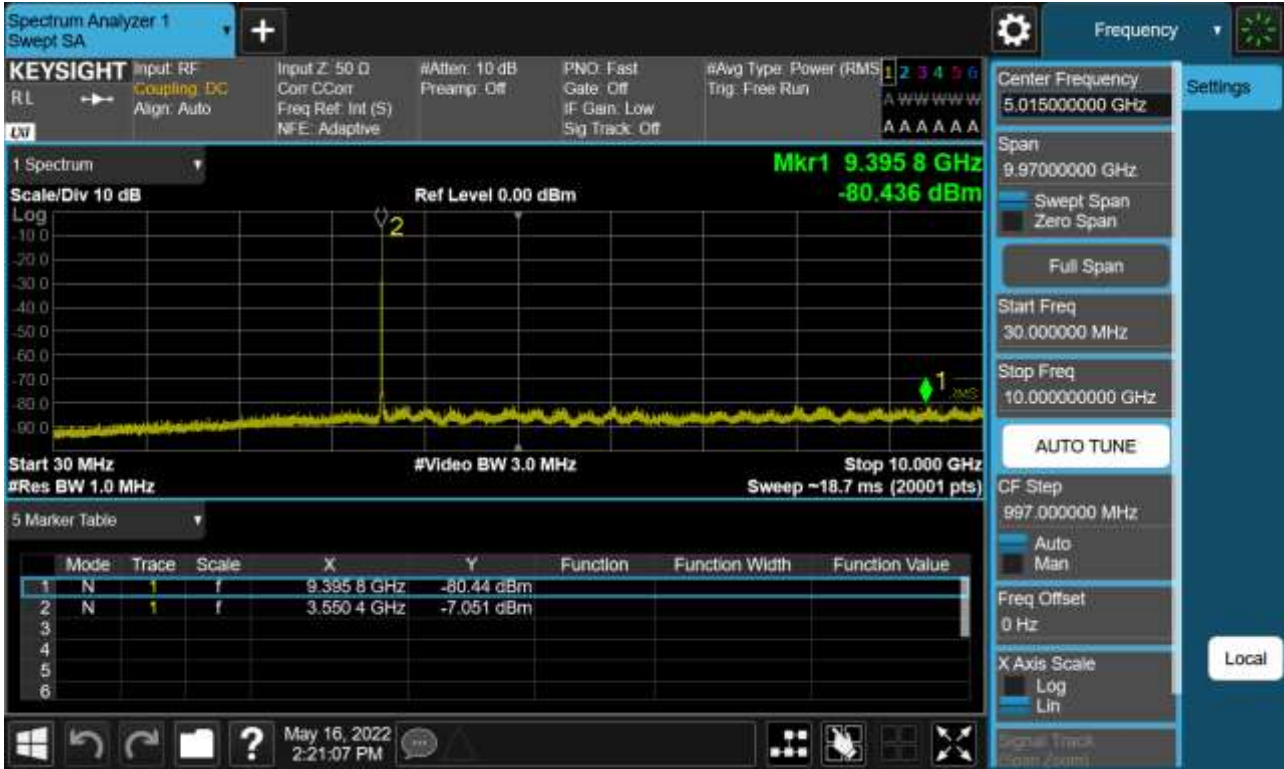 Spectrum Analyzer 1
Swept SA
+
Frequency
KEYSIGHT
RL
LXI
Input: RF
Coupling: DC
Align: Auto
Input Z: 50 Ω
Corr CCorr
Freq Ref: Int (S)
NFE: Adaptive
#Atten: 10 dB
Preamp: Off
PNO: Fast
Gate: Off
IF Gain: Low
Sig Track: Off
#Avg Type: Power (RMS
Trig: Free Run
1 2 3 4 5 6
A W W W W W
A A A A A A
1 Spectrum
Scale/Div 10 dB
Ref Level 0.00 dBm
Mkr1 9.395 8 GHz
-80.436 dBm
Log
-10.0
-20.0
-30.0
-40.0
-50.0
-60.0
-70.0
-80.0
-90.0
2
1
RMS
Start 30 MHz
#Video BW 3.0 MHz
Stop 10.000 GHz
#Res BW 1.0 MHz
Sweep ~18.7 ms (20001 pts)
5 Marker Table
Mode Trace Scale X Y Function Function Width Function Value
1 N 1 f 9.395 8 GHz -80.44 dBm
2 N 1 f 3.550 4 GHz -7.051 dBm
3
4
5
6
May 16, 2022
2:21:07 PM
?
Center Frequency
5.015000000 GHz
Span
9.97000000 GHz
Swept Span
Zero Span
Full Span
Start Freq
30.000000 MHz
Stop Freq
10.000000000 GHz
AUTO TUNE
CF Step
997.000000 MHz
Auto
Man
Freq Offset
0 Hz
X Axis Scale
Log
Lin
Signal Track
(Span Zoom)
Settings
Local